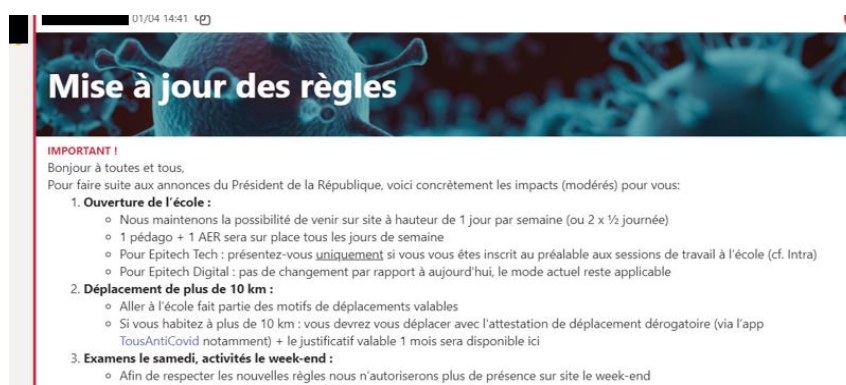 01/04 14:41
Mise à jour des règles
IMPORTANT !
Bonjour à toutes et tous,
Pour faire suite aux annonces du Président de la République, voici concrètement les impacts (modérés) pour vous:
1. Ouverture de l'école :
○ Nous maintenons la possibilité de venir sur site à hauteur de 1 jour par semaine (ou 2 x ½ journée)
○ 1 pédago + 1 AER sera sur place tous les jours de semaine
○ Pour Epitech Tech : présentez-vous uniquement si vous vous êtes inscrit au préalable aux sessions de travail à l'école (cf. Intra)
○ Pour Epitech Digital : pas de changement par rapport à aujourd'hui, le mode actuel reste applicable
2. Déplacement de plus de 10 km :
○ Aller à l'école fait partie des motifs de déplacements valables
○ Si vous habitez à plus de 10 km : vous devrez vous déplacer avec l'attestation de déplacement dérogatoire (via l'app
TousAntiCovid notamment) + le justificatif valable 1 mois sera disponible ici
3. Examens le samedi, activités le week-end :
○ Afin de respecter les nouvelles règles nous n'autoriserons plus de présence sur site le week-end